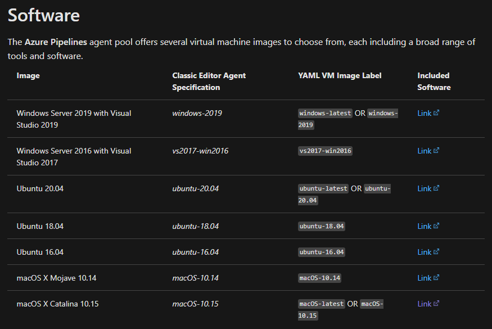 Software
The Azure Pipelines agent pool offers several virtual machine images to choose from, each including a broad range of
tools and software.
Image Classic Editor Agent Specification YAML VM Image Label Included Software
Windows Server 2019 with Visual Studio 2019 windows-2019 windows-latest OR windows-2019 Link
Windows Server 2016 with Visual Studio 2017 vs2017-win2016 vs2017-win2016 Link
Ubuntu 20.04 ubuntu-20.04 ubuntu-latest OR ubuntu-20.04 Link
Ubuntu 18.04 ubuntu-18.04 ubuntu-18.04 Link
Ubuntu 16.04 ubuntu-16.04 ubuntu-16.04 Link
macOS X Mojave 10.14 macOS-10.14 macOS-10.14 Link
macOS X Catalina 10.15 macOS-10.15 macOS-latest OR macOS-10.15 Link